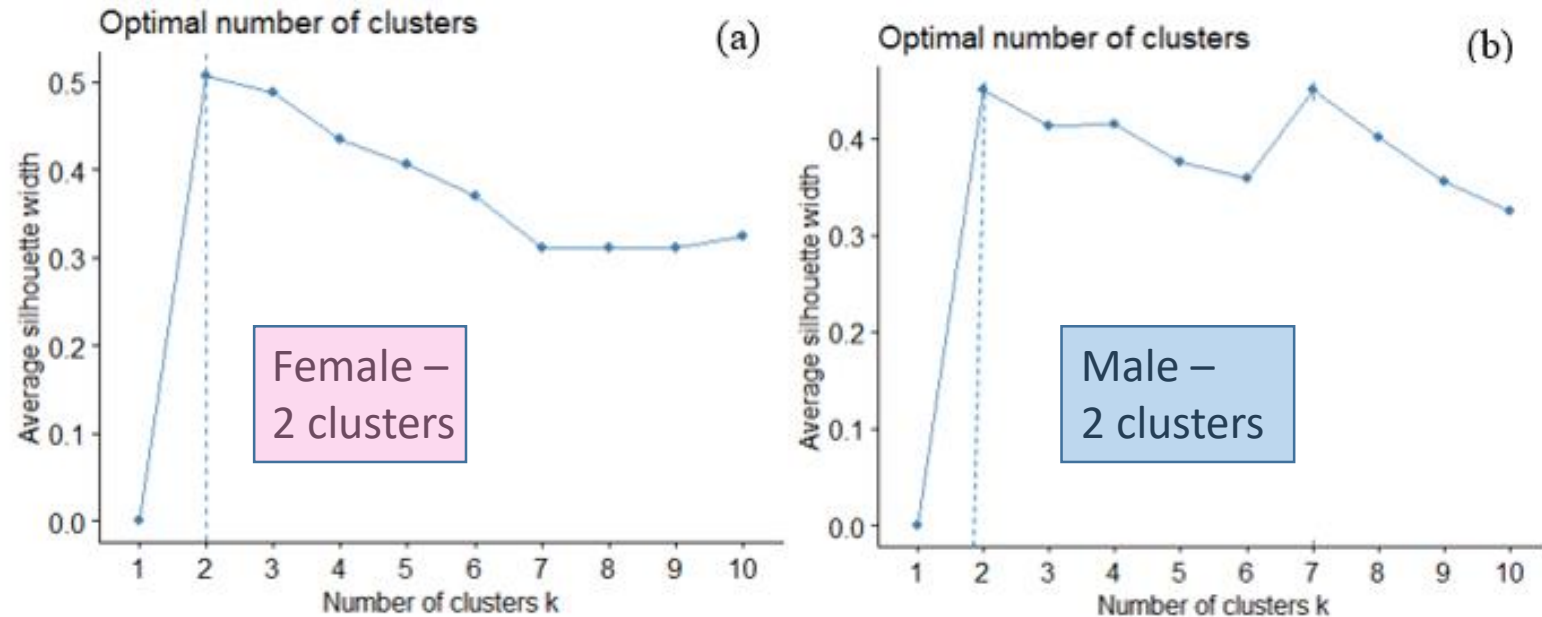 Optimal number of clusters
(a)
Average silhouette width
0.5
0.4
0.3
0.2
0.1
0.0
Female –
2 clusters
1 2 3 4 5 6 7 8 9 10
Number of clusters k
Optimal number of clusters
(b)
Average silhouette width
0.4
0.3
0.2
0.1
0.0
Male –
2 clusters
1 2 3 4 5 6 7 8 9 10
Number of clusters k